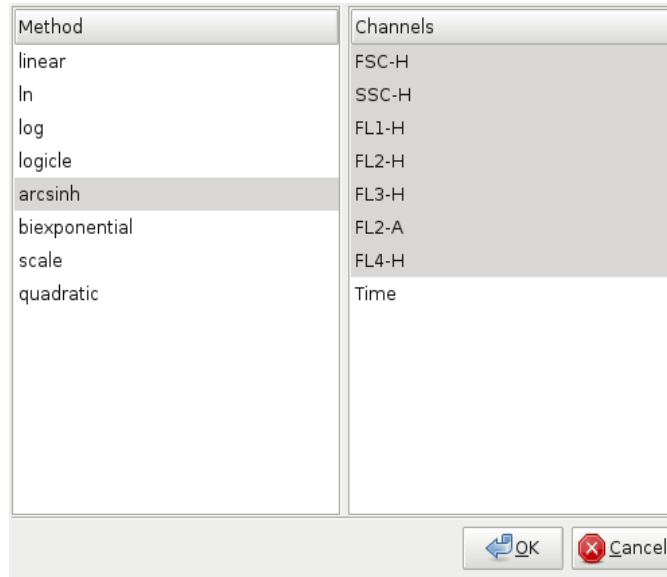 Method
linear
ln
log
logicle
arcsinh
biexponential
scale
quadratic
Channels
FSC-H
SSC-H
FL1-H
FL2-H
FL3-H
FL2-A
FL4-H
Time
OK
Cancel